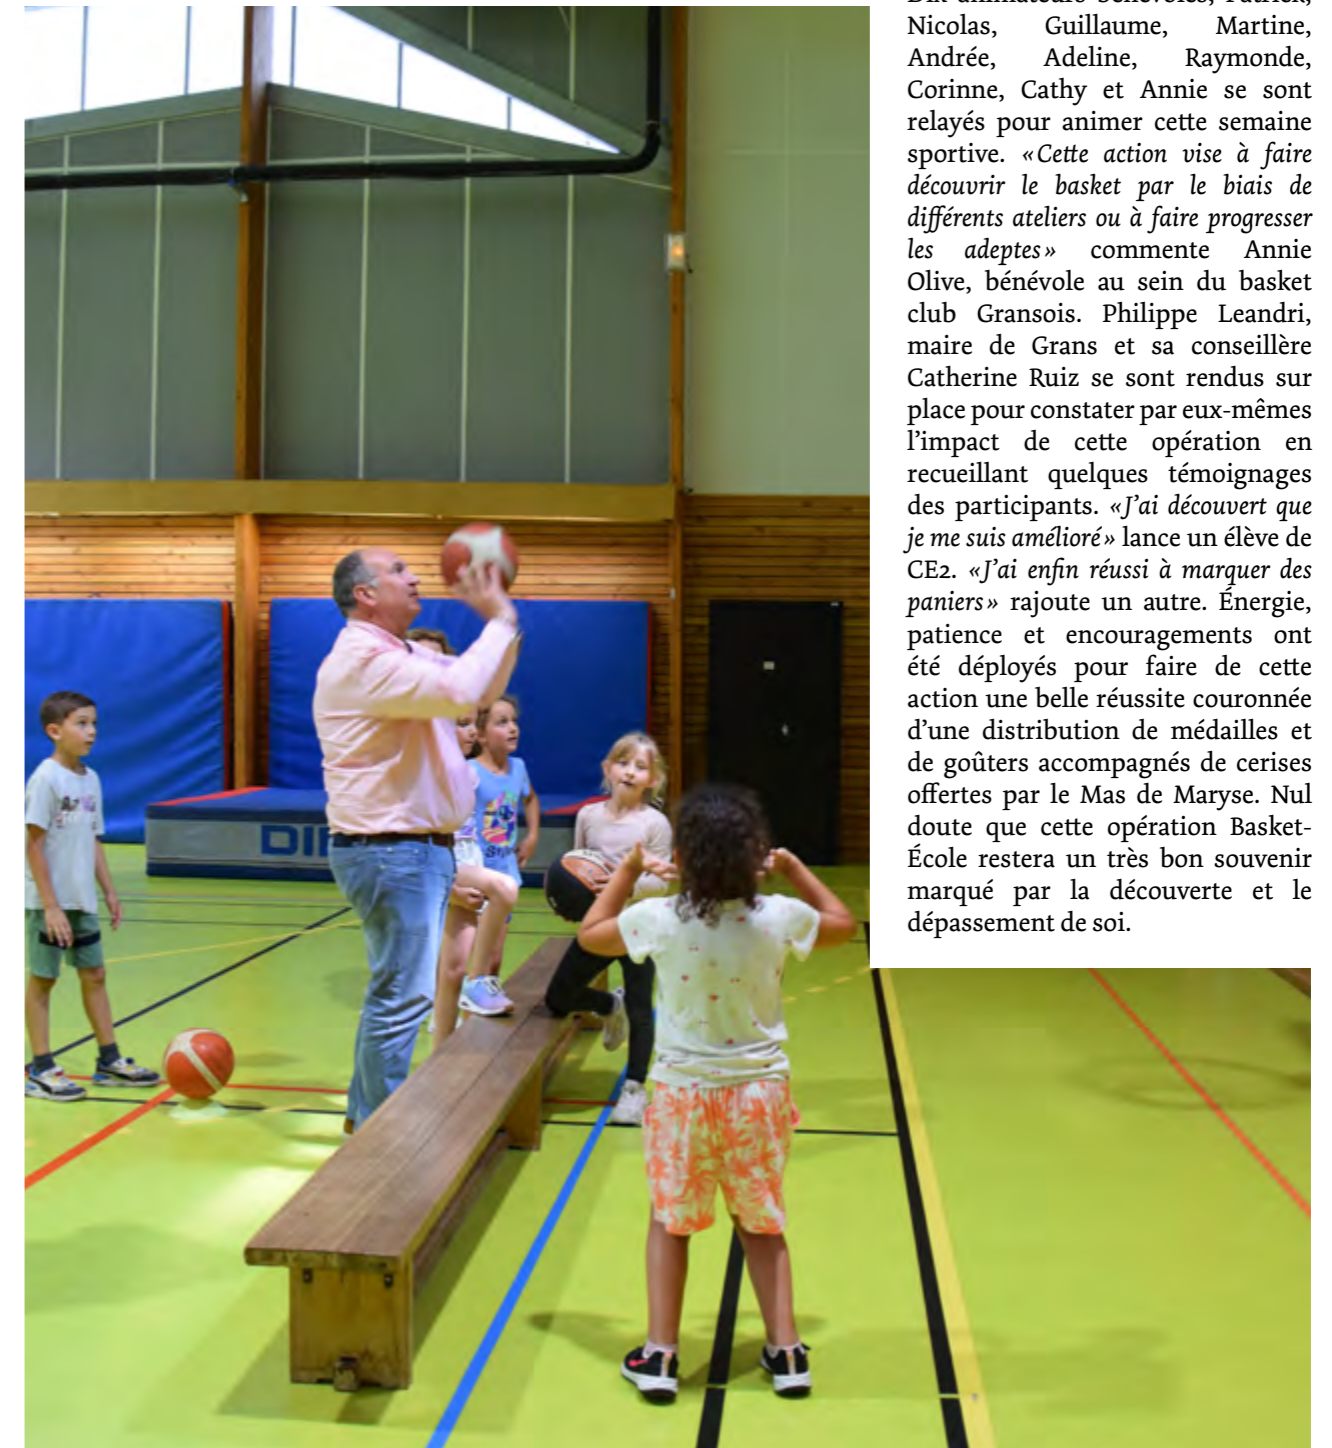 Nicolas, Guillaume, Martine,
Andrée, Adeline, Raymonde,
Corinne, Cathy et Annie se sont
relayés pour animer cette semaine
sportive. «Cette action vise à faire
découvrir le basket par le biais de
différents ateliers ou à faire progresser
les adeptes» commente Annie
Olive, bénévole au sein du basket
club Gransois. Philippe Leandri,
maire de Grans et sa conseillère
Catherine Ruiz se sont rendus sur
place pour constater par eux-mêmes
l'impact de cette opération en
recueillant quelques témoignages
des participants. «J'ai découvert que
je me suis amélioré» lance un élève de
CE2. «J'ai enfin réussi à marquer des
paniers» rajoute un autre. Énergie,
patience et encouragements ont
été déployés pour faire de cette
action une belle réussite couronnée
d'une distribution de médailles et
de goûters accompagnés de cerises
offertes par le Mas de Maryse. Nul
doute que cette opération Basket-
École restera un très bon souvenir
marqué par la découverte et le
dépassement de soi.
DI